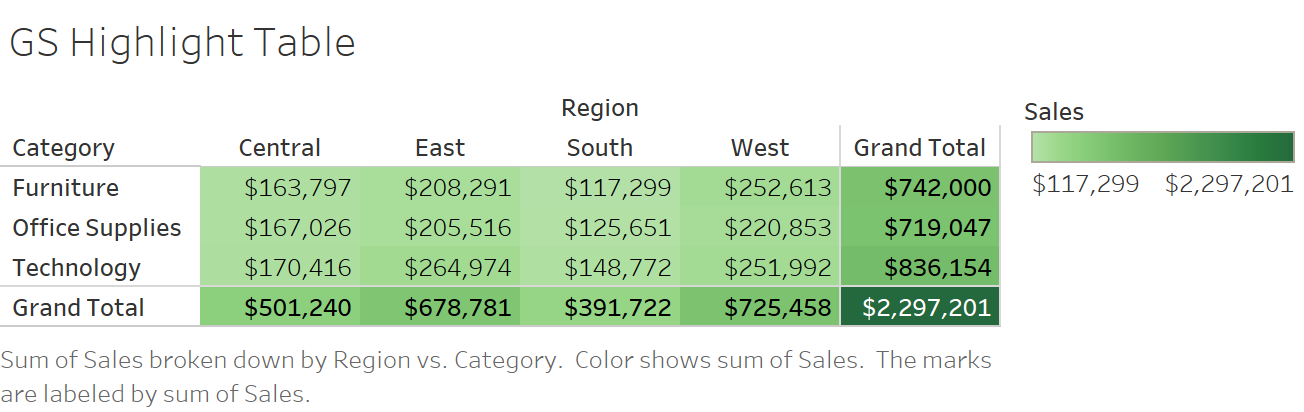 GS Highlight Table
Region
Sales
Category Central East South West Grand Total
Furniture $163,797 $208,291 $117,299 $252,613 $742,000
$117,299 $2,297,201
Office Supplies $167,026 $205,516 $125,651 $220,853 $719,047
Technology $170,416 $264,974 $148,772 $251,992 $836,154
Grand Total $501,240 $678,781 $391,722 $725,458 $2,297,201
Sum of Sales broken down by Region vs. Category. Color shows sum of Sales. The marks
are labeled by sum of Sales.